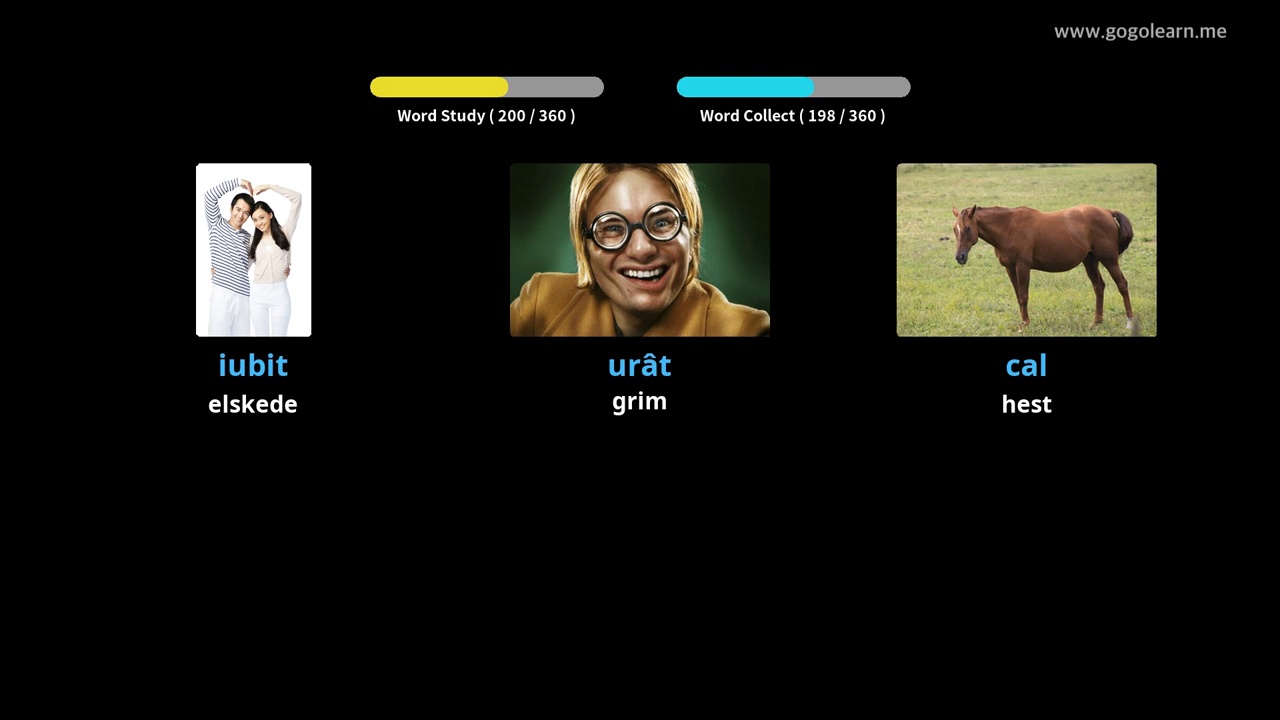 www.gogolearn.me
Word Study ( 200 / 360 )
Word Collect ( 198 / 360 )
iubit
elskede
urât
grim
cal
hest